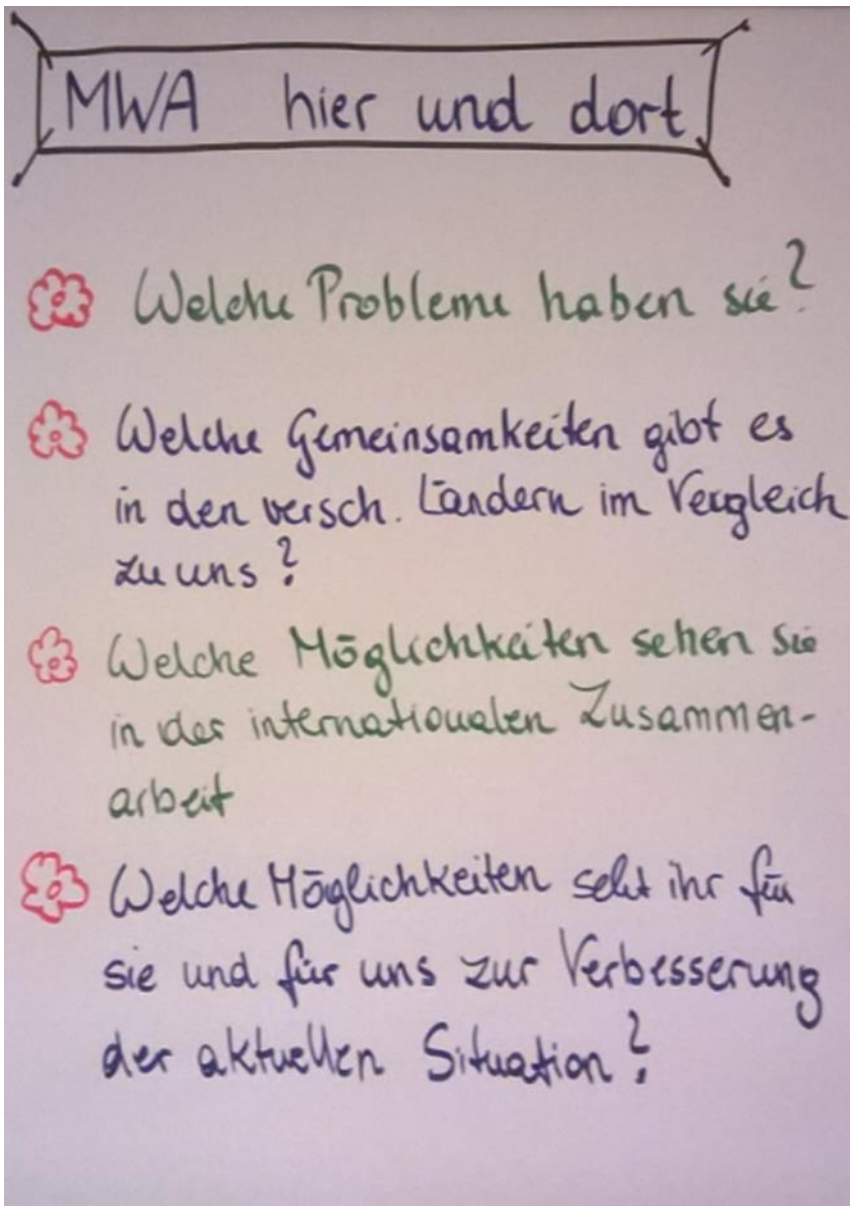 MWA hier und dort
Welche Probleme haben sie?
Welche Gemeinsamkeiten gibt es
in den versch. Ländern im Vergleich
zu uns?
Welche Möglichkeiten sehen sie
in der internationalen Zusammen-
arbeit
Welche Möglichkeiten seht ihr für
sie und für uns zur Verbesserung
der aktuellen Situation?